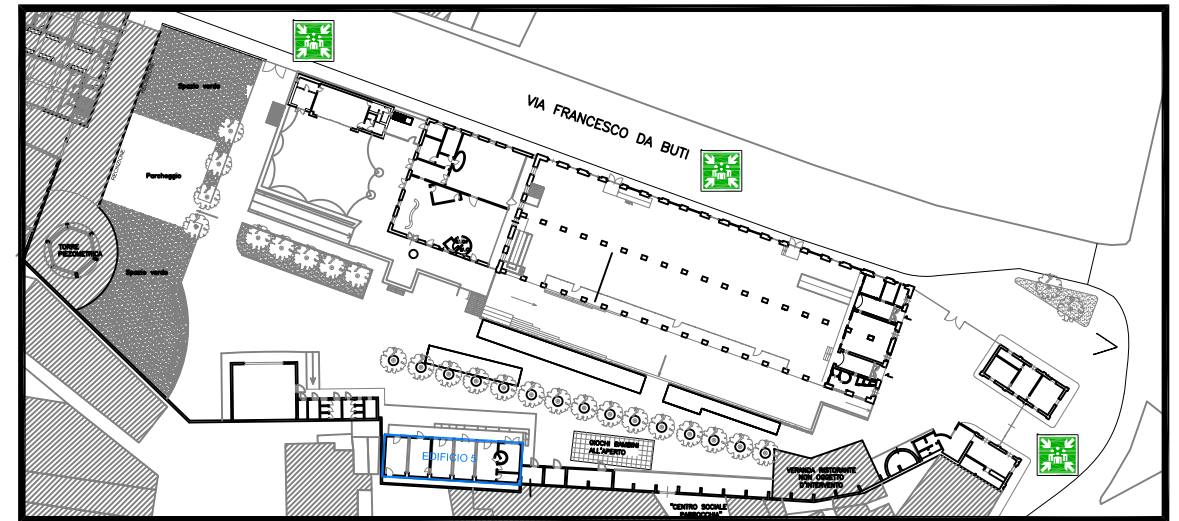 VIA FRANCESCO DA BUTI
Spazio verde
RECINZIONE
Parcheggio
TORRE
PIEZOMETRICA
Spazio verde
EDIFICIO 5
GIOCHI BAMBINI
ALL'APERTO
VERANDA RISTORANTE
NON OGGETTO
D'INTERVENTO
"CENTRO SOCIALE
PARROCCHIA"